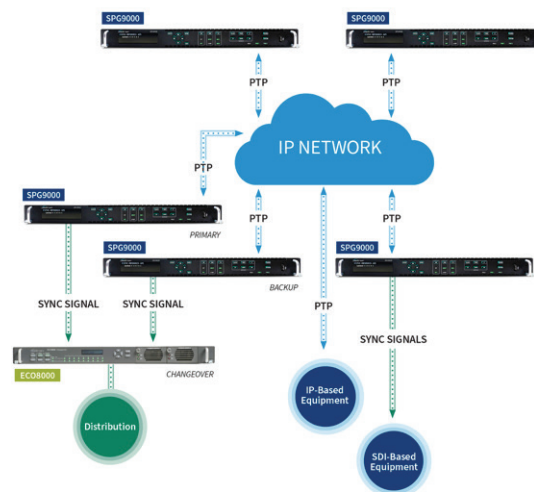 SPG9000
SPG9000
PTP
PTP
IP NETWORK
PTP
SPG9000
PTP
PTP
PRIMARY
SPG9000
SPG9000
BACKUP
SYNC SIGNAL
SYNC SIGNAL
PTP
SYNC SIGNALS
ECO8000
CHANGEOVER
IP-Based
Equipment
Distribution
SDI-Based
Equipment